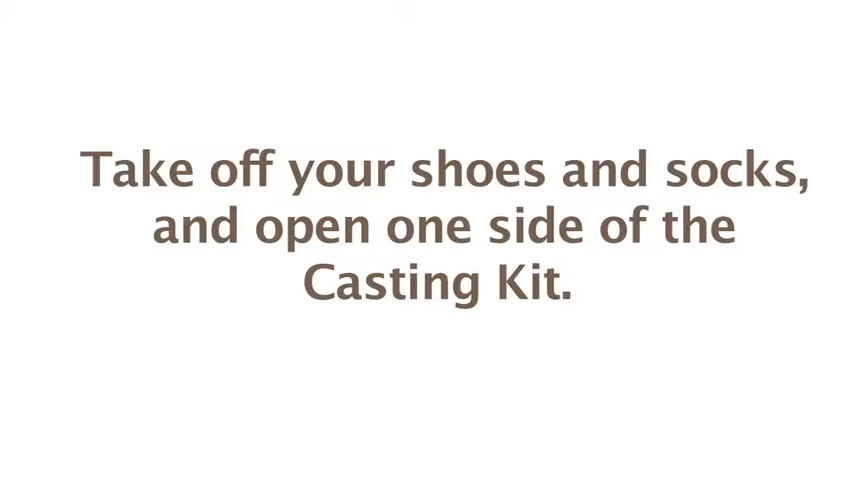 Take off your shoes and socks,
and open one side of the
Casting Kit.